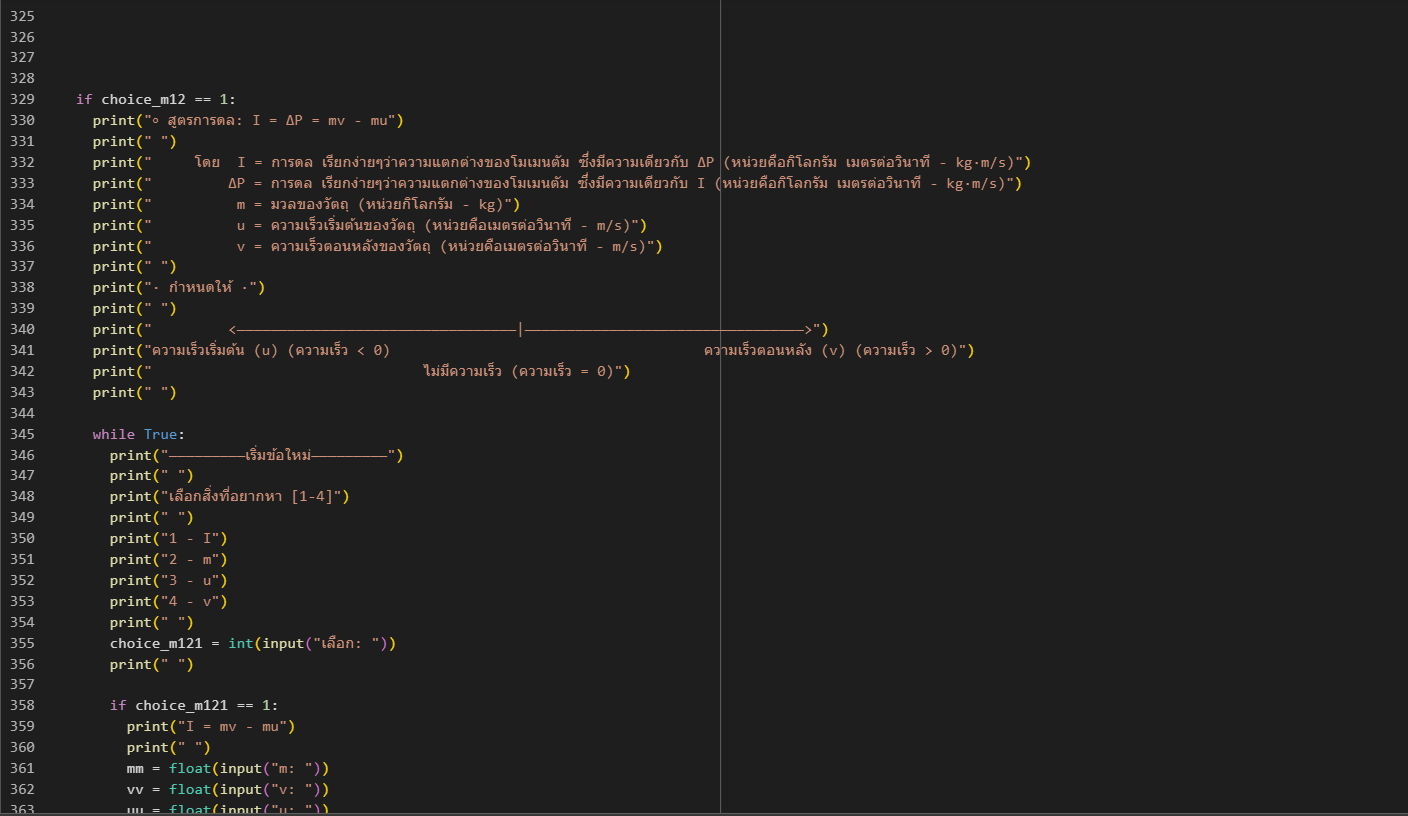 325
326
327
328
329 if choice_m12 == 1:
330 print("∘ สูตรการดล: I = ΔP = mv - mu")
331 print(" ")
332 print("     โดย  I = การดล เรียกง่ายๆว่าความแตกต่างของโมเมนตัม ซึ่งมีความเดียวกับ ΔP (หน่วยคือกิโลกรัม เมตรต่อวินาที - kg·m/s)")
333 print("         ΔP = การดล เรียกง่ายๆว่าความแตกต่างของโมเมนตัม ซึ่งมีความเดียวกับ I (หน่วยคือกิโลกรัม เมตรต่อวินาที - kg·m/s)")
334 print("          m = มวลของวัตถุ (หน่วยกิโลกรัม - kg)")
335 print("          u = ความเร็วเริ่มต้นของวัตถุ (หน่วยคือเมตรต่อวินาที - m/s)")
336 print("          v = ความเร็วตอนหลังของวัตถุ (หน่วยคือเมตรต่อวินาที - m/s)")
337 print(" ")
338 print("· กำหนดให้ ·")
339 print(" ")
340 print("         <—————————————————————————————————|—————————————————————————————————>")
341 print("ความเร็วเริ่มต้น (u) (ความเร็ว < 0)                                     ความเร็วตอนหลัง (v) (ความเร็ว > 0)")
342 print("                                ไม่มีความเร็ว (ความเร็ว = 0)")
343 print(" ")
344
345 while True:
346 print("—————————เริ่มข้อใหม่—————————")
347 print(" ")
348 print("เลือกสิ่งที่อยากหา [1-4]")
349 print(" ")
350 print("1 - I")
351 print("2 - m")
352 print("3 - u")
353 print("4 - v")
354 print(" ")
355 choice_m121 = int(input("เลือก: "))
356 print(" ")
357
358 if choice_m121 == 1:
359 print("I = mv - mu")
360 print(" ")
361 mm = float(input("m: "))
362 vv = float(input("v: "))
363 uu = float(input("u: "))